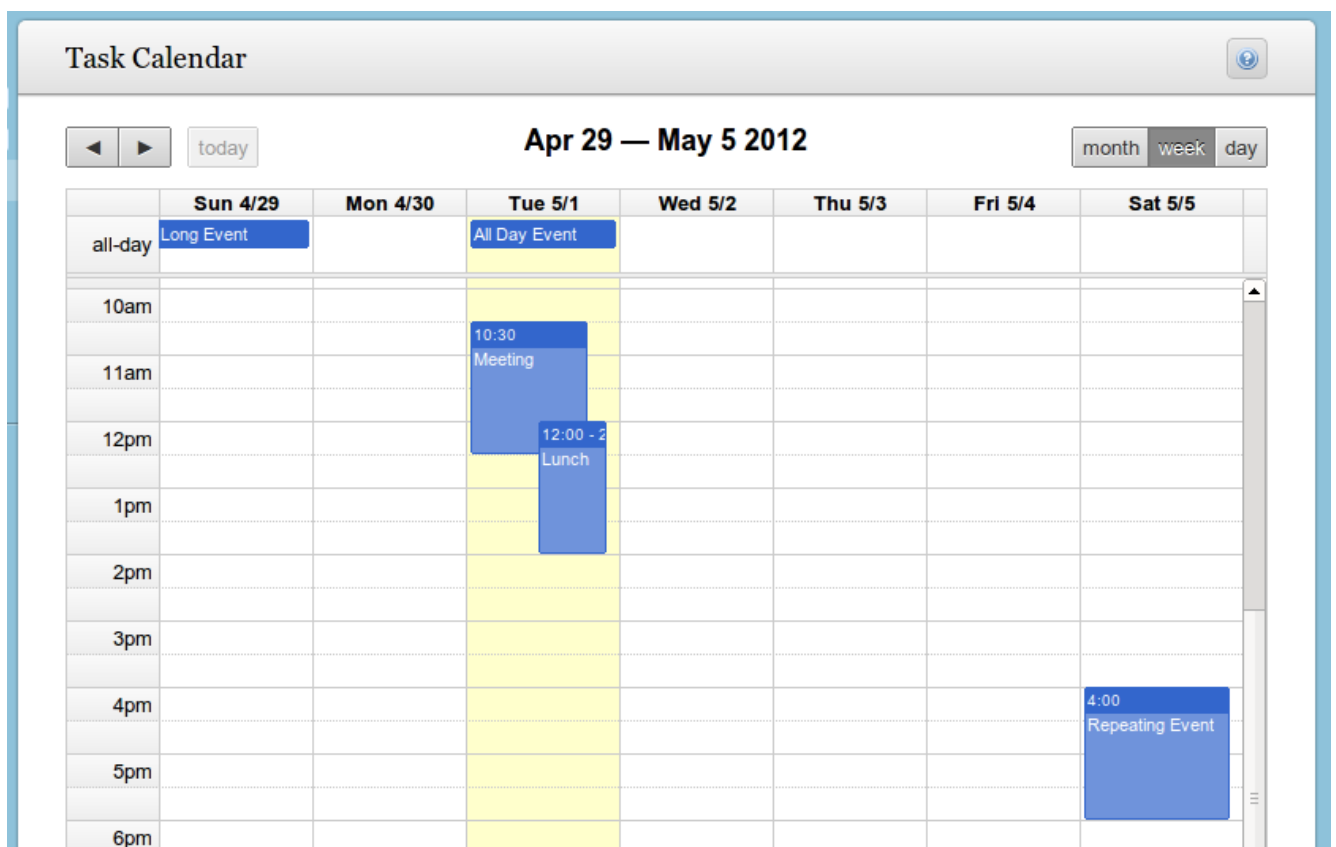 Task Calendar
today
Apr 29 — May 5 2012
month week day
Sun 4/29 Mon 4/30 Tue 5/1 Wed 5/2 Thu 5/3 Fri 5/4 Sat 5/5
all-day Long Event All Day Event
10am
10:30
Meeting
11am
12pm 12:00 - 2
Lunch
1pm
2pm
3pm
4pm 4:00
Repeating Event
5pm
6pm